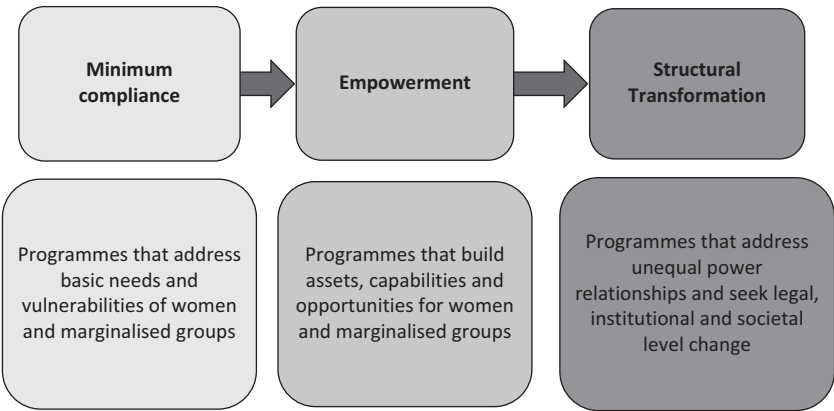 Minimum
compliance
Empowerment
Structural
Transformation
Programmes that address
basic needs and
vulnerabilities of women
and marginalised groups
Programmes that build
assets, capabilities and
opportunities for women
and marginalised groups
Programmes that address
unequal power
relationships and seek legal,
institutional and societal
level change